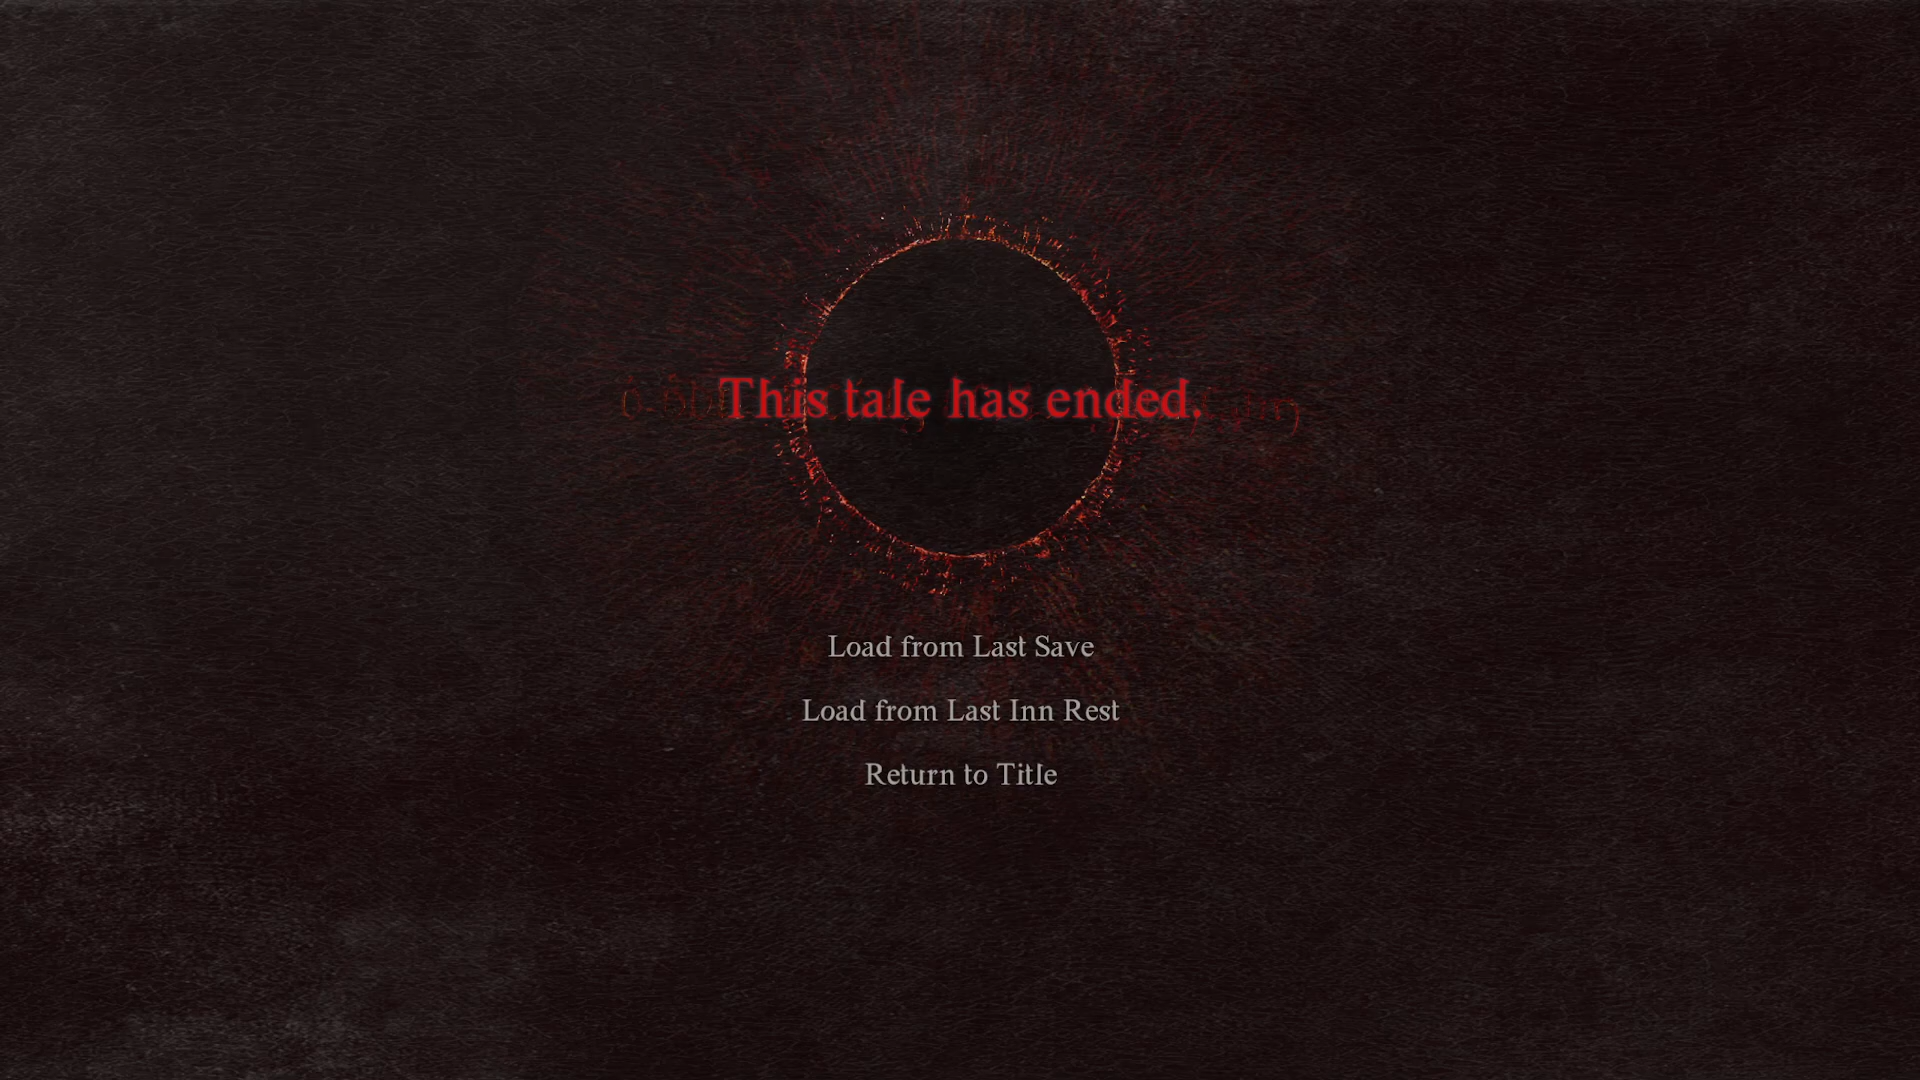 This tale has ended.
Load from Last Save
Load from Last Inn Rest
Return to Title